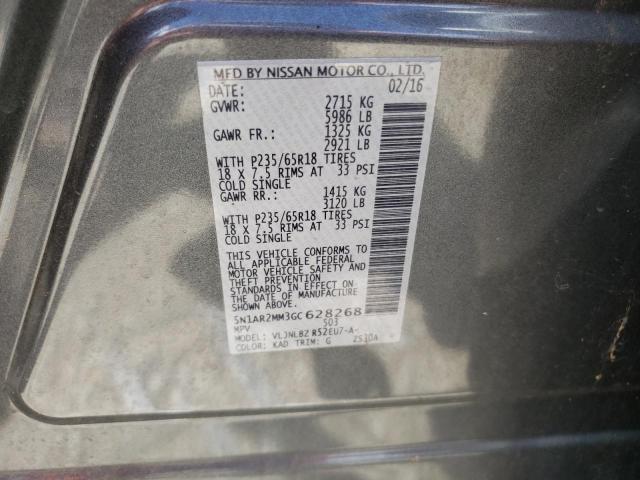 MFD BY NISSAN MOTOR CO., LTD.
DATE: 02/16
GVWR: 2715 KG
5986 LB
GAWR FR.: 1325 KG
2921 LB
WITH P235/65R18 TIRES
18 X 7.5 RIMS AT 33 PSI
COLD SINGLE
GAWR RR.: 1415 KG
3120 LB
WITH P235/65R18 TIRES
18 X 7.5 RIMS AT 33 PSI
COLD SINGLE
THIS VEHICLE CONFORMS TO
ALL APPLICABLE FEDERAL
MOTOR VEHICLE SAFETY AND
THEFT PREVENTION
STANDARDS IN EFFECT ON
THE DATE OF MANUFACTURE
SHOWN ABOVE.
5N1AR2MM3GC628268
MPV 503
MODEL: VLJNLBZ R52EU7-A-
COLOR: KAD TRIM: G 2530A